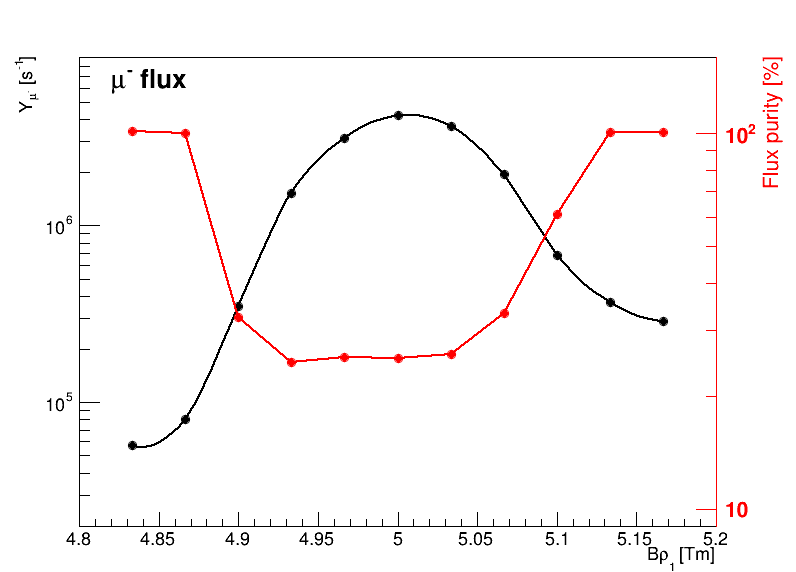 μ⁻ flux
Y μ⁻ [s⁻¹]
10⁶
10⁵
Flux purity [%]
10²
10
4.8 4.85 4.9 4.95 5 5.05 5.1 5.15 5.2
Bρ₁ [Tm]